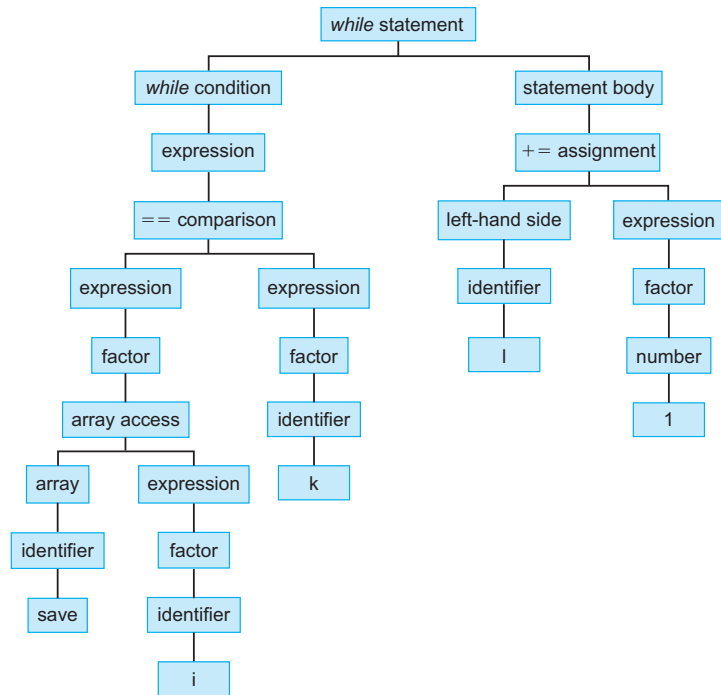 while statement
while condition
statement body
expression
+= assignment
== comparison
left-hand side
expression
expression
expression
identifier
factor
factor
factor
I
number
array access
identifier
1
array
expression
k
identifier
factor
save
identifier
i